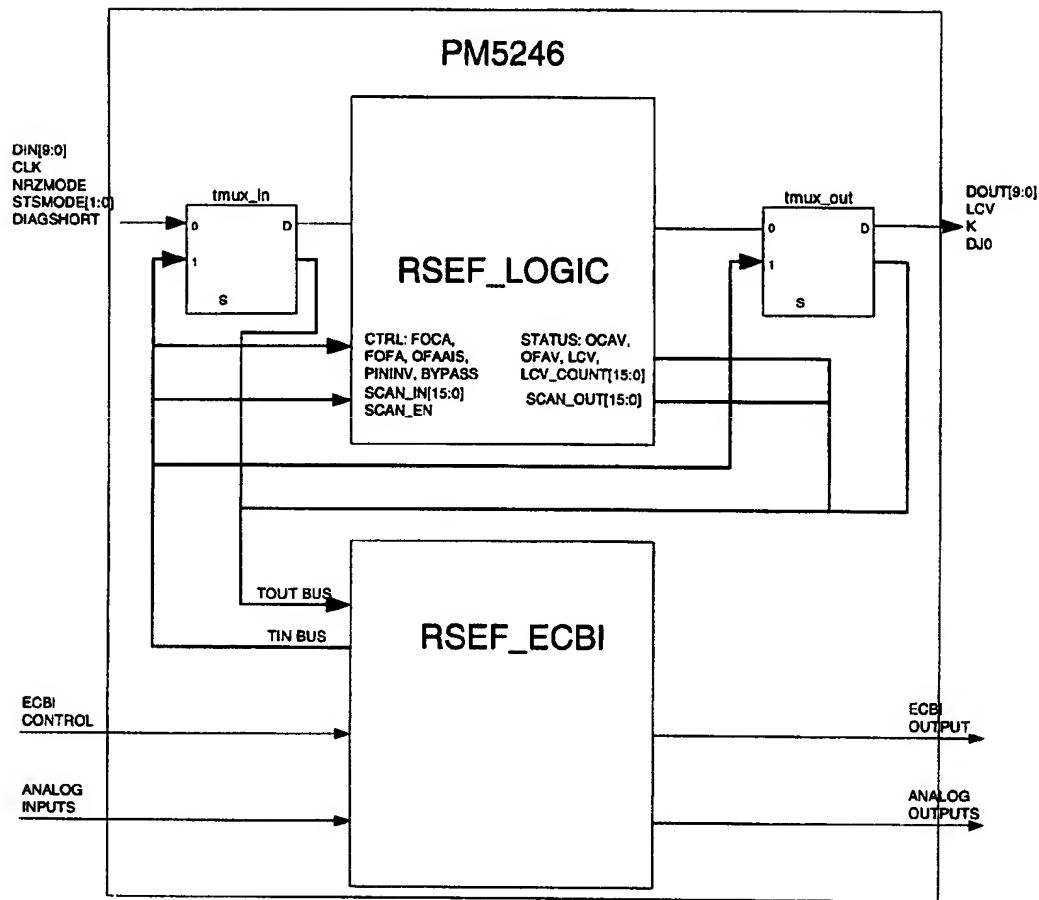 PM5246
DIN[9:0]
CLK
NRZMODE
STSMODE[1:0]
DIAGSHORT
tmux_in
0
D
1
S
RSEF_LOGIC
CTRL: FOCA,
FOFA, OFAAIS,
PININV, BYPASS
SCAN_IN[15:0]
SCAN_EN
STATUS: OCAV,
OFAV, LCV,
LCV_COUNT[15:0]
SCAN_OUT[15:0]
tmux_out
0
D
1
S
DOUT[9:0]
LCV
K
DJ0
TOUT BUS
TIN BUS
RSEF_ECBI
ECBI
CONTROL
ANALOG
INPUTS
ECBI
OUTPUT
ANALOG
OUTPUTS